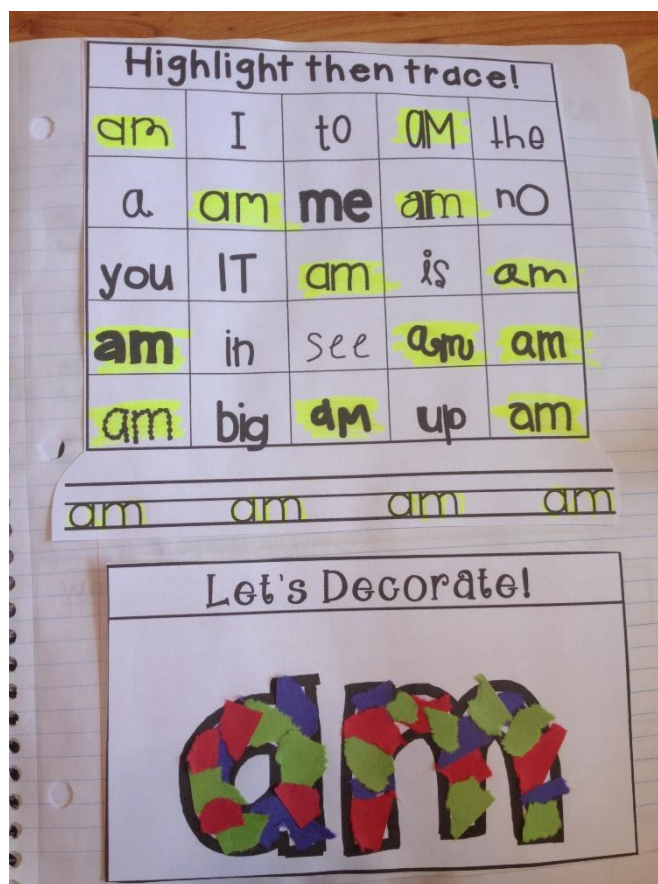 Highlight then trace!
am I to aM the
a am me am nO
you IT am is am
am in see am am
am big am up am
am am am am
Let's Decorate!
am